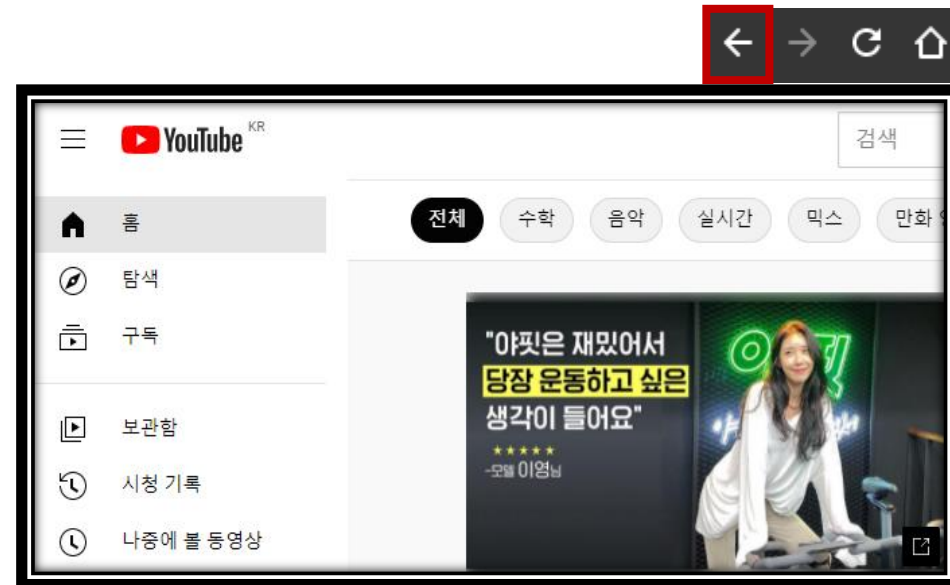 YouTube KR
검색
홈
탐색
구독
보관함
시청 기록
나중에 볼 동영상
전체 수학 음악 실시간 믹스 만화
"야핏은 재밌어서
당장 운동하고 싶은
생각이 들어요"
★★★★★
-모델 이영님
야핏